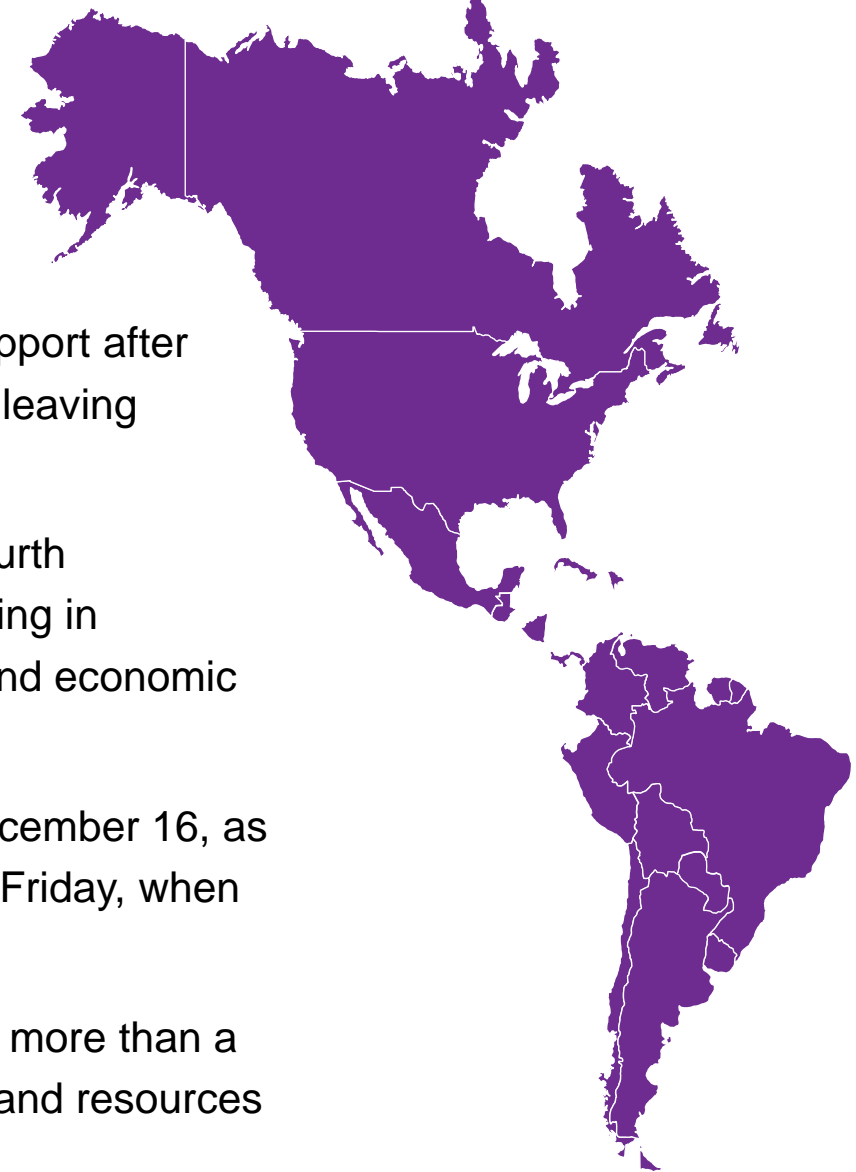 pport after
leaving
urth
ing in
nd economic
cember 16, as
Friday, when
more than a
and resources